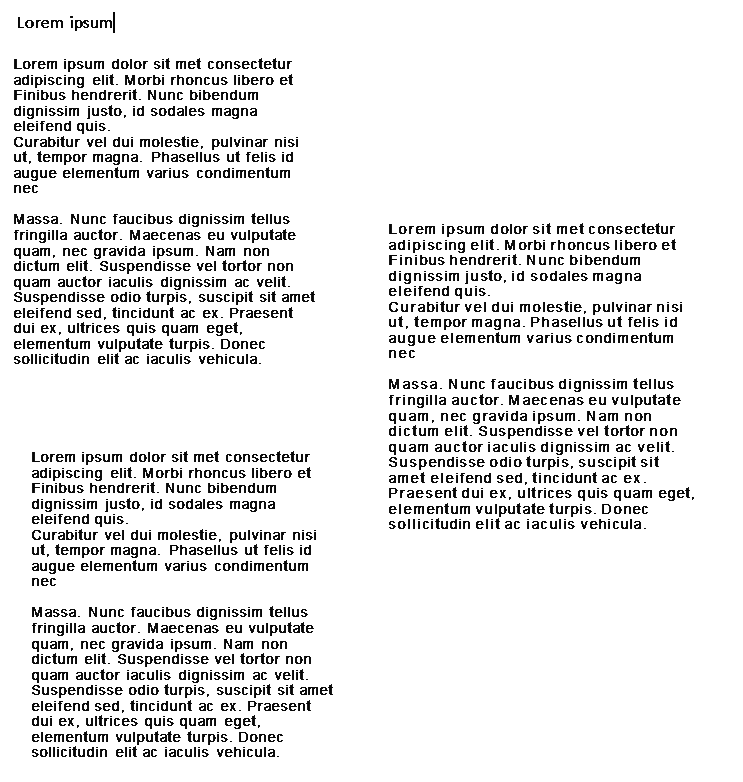 Lorem ipsum
Lorem ipsum dolor sit met consectetur
adipiscing elit. Morbi rhoncus libero et
Finibus hendrerit. Nunc bibendum
dignissim justo, id sodales magna
eleifend quis.
Curabitur vel dui molestie, pulvinar nisi
ut, tempor magna. Phasellus ut felis id
augue elementum varius condimentum
nec
Massa. Nunc faucibus dignissim tellus
fringilla auctor. Maecenas eu vulputate
quam, nec gravida ipsum. Nam non
dictum elit. Suspendisse vel tortor non
quam auctor iaculis dignissim ac velit.
Suspendisse odio turpis, suscipit sit amet
eleifend sed, tincidunt ac ex. Praesent
dui ex, ultrices quis quam eget,
elementum vulputate turpis. Donec
sollicitudin elit ac iaculis vehicula.
Lorem ipsum dolor sit met consectetur
adipiscing elit. Morbi rhoncus libero et
Finibus hendrerit. Nunc bibendum
dignissim justo, id sodales magna
eleifend quis.
Curabitur vel dui molestie, pulvinar nisi
ut, tempor magna. Phasellus ut felis id
augue elementum varius condimentum
nec
Massa. Nunc faucibus dignissim tellus
fringilla auctor. Maecenas eu vulputate
quam, nec gravida ipsum. Nam non
dictum elit. Suspendisse vel tortor non
quam auctor iaculis dignissim ac velit.
Suspendisse odio turpis, suscipit sit amet
eleifend sed, tincidunt ac ex. Praesent
dui ex, ultrices quis quam eget,
elementum vulputate turpis. Donec
sollicitudin elit ac iaculis vehicula.
Lorem ipsum dolor sit met consectetur
adipiscing elit. Morbi rhoncus libero et
Finibus hendrerit. Nunc bibendum
dignissim justo, id sodales magna
eleifend quis.
Curabitur vel dui molestie, pulvinar nisi
ut, tempor magna. Phasellus ut felis id
augue elementum varius condimentum
nec
Massa. Nunc faucibus dignissim tellus
fringilla auctor. Maecenas eu vulputate
quam, nec gravida ipsum. Nam non
dictum elit. Suspendisse vel tortor non
quam auctor iaculis dignissim ac velit.
Suspendisse odio turpis, suscipit sit
amet eleifend sed, tincidunt ac ex.
Praesent dui ex, ultrices quis quam eget,
elementum vulputate turpis. Donec
sollicitudin elit ac iaculis vehicula.